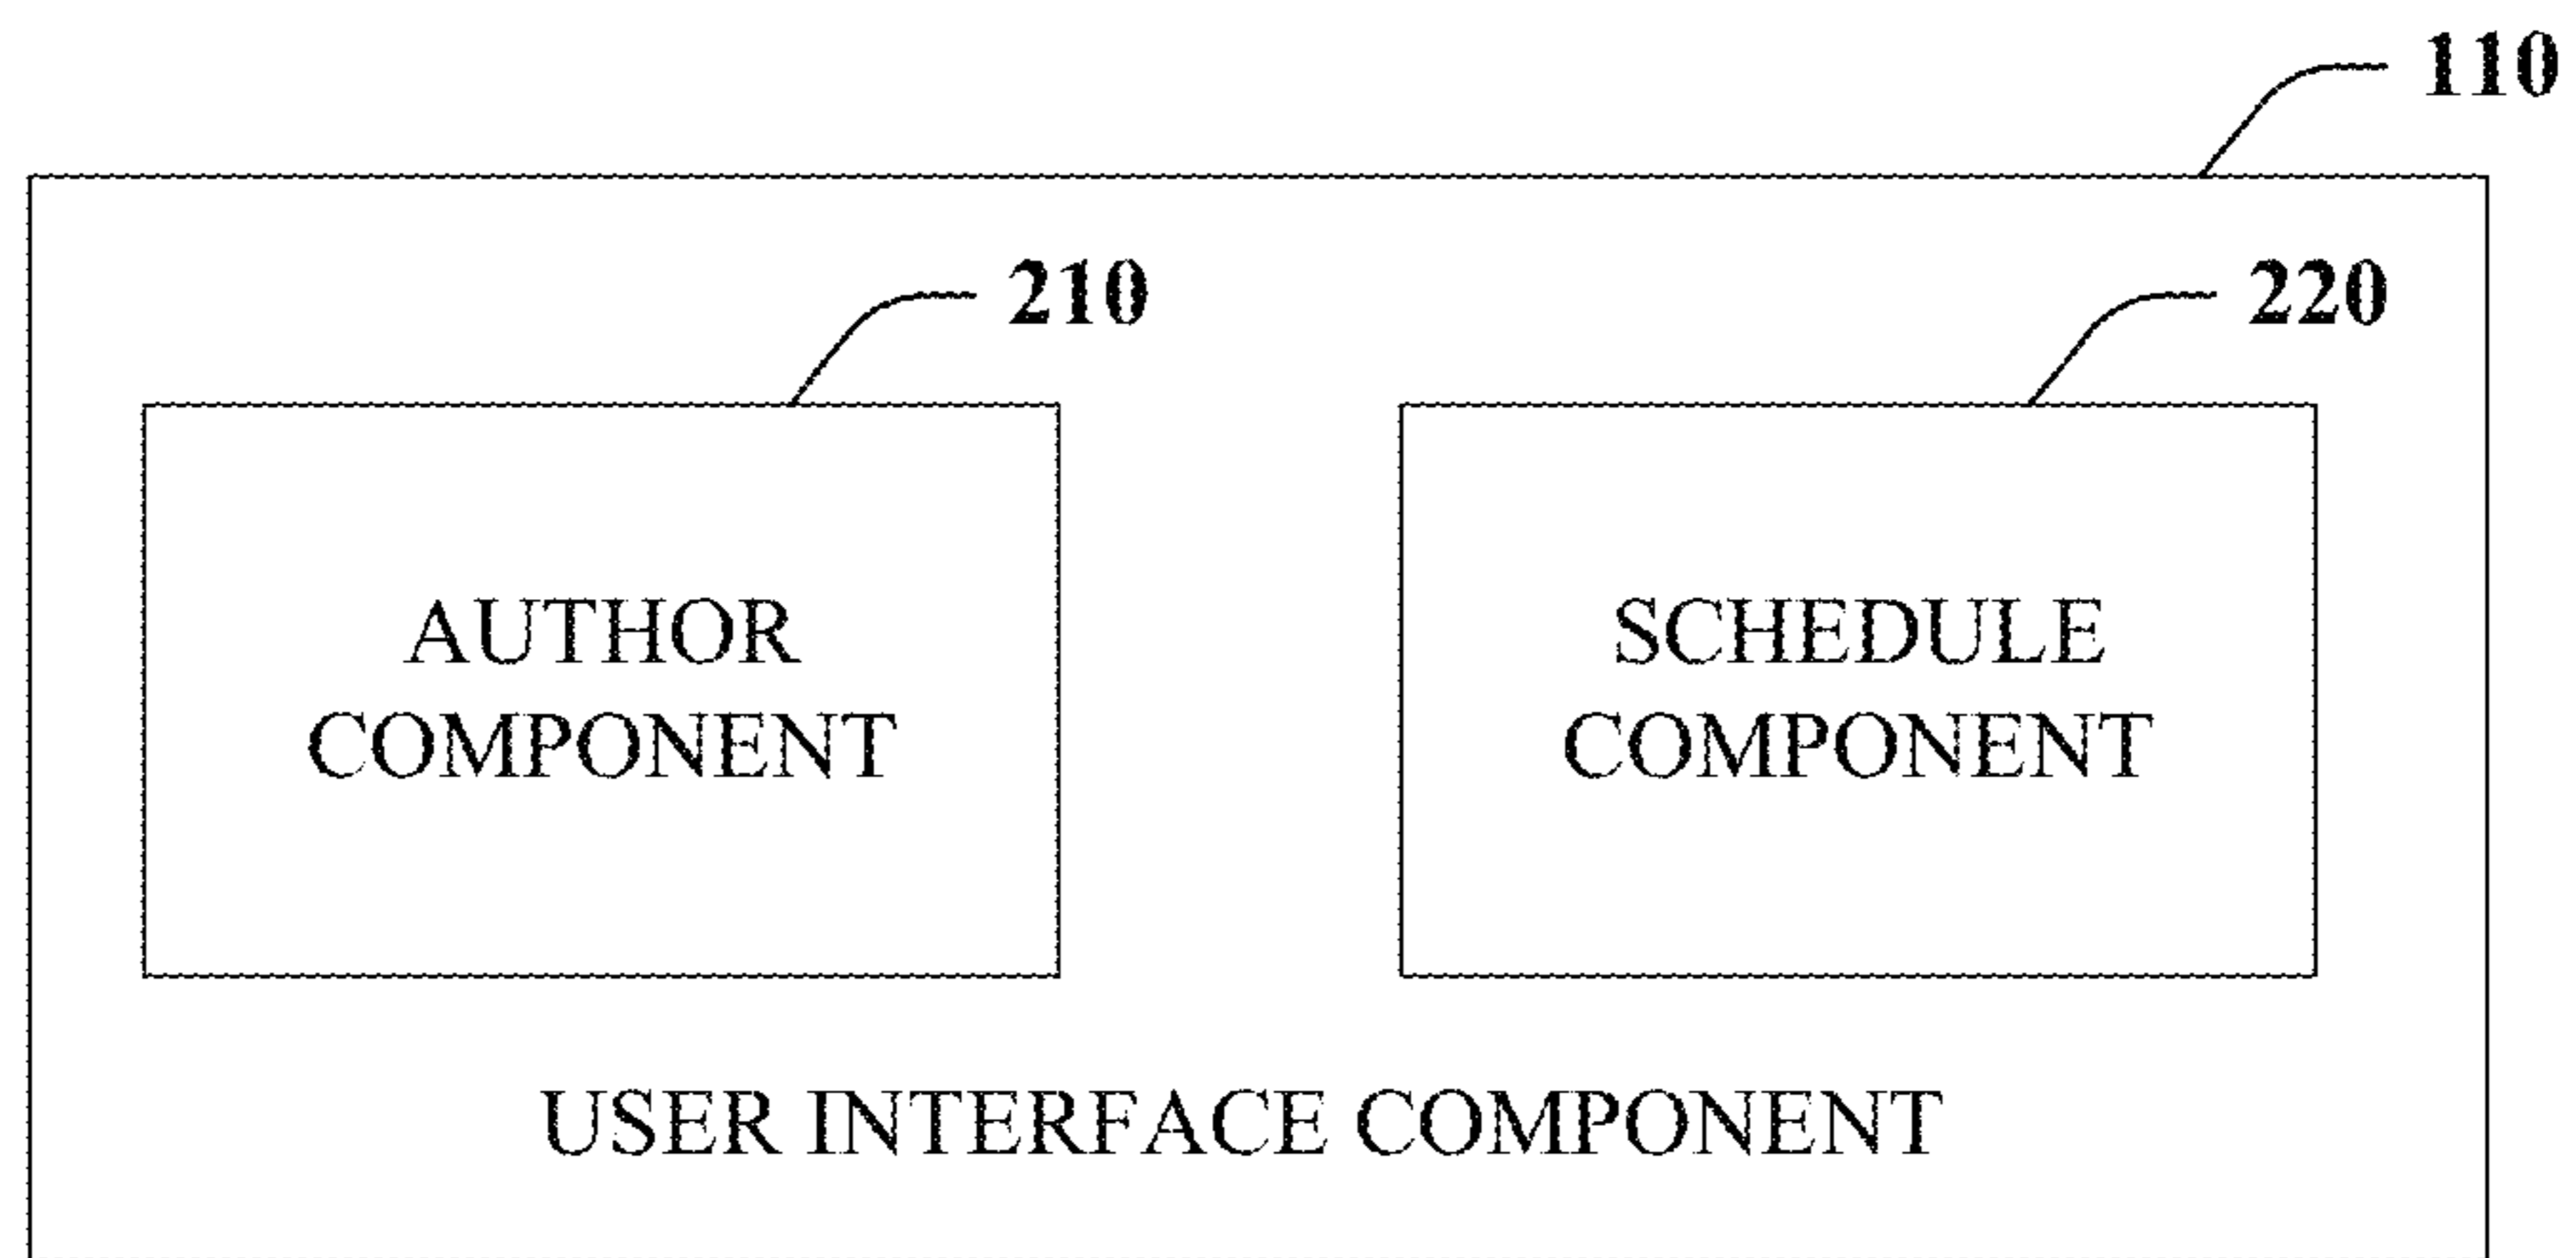 110
210
220
AUTHOR
COMPONENT
SCHEDULE
COMPONENT
USER INTERFACE COMPONENT